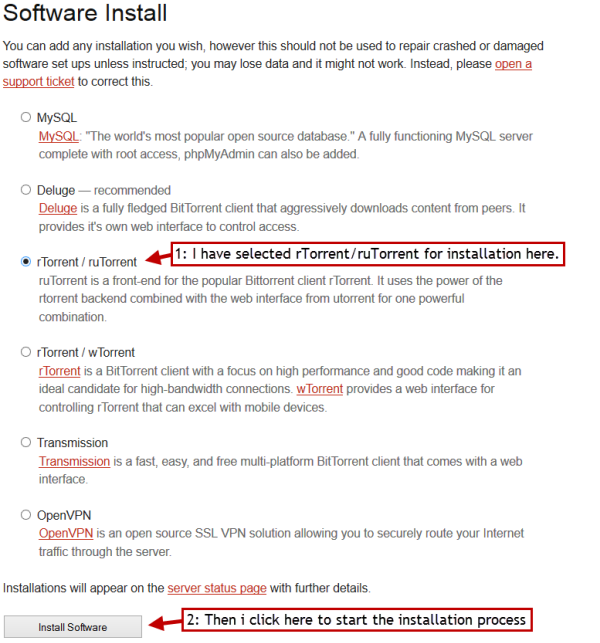 Software Install
You can add any installation you wish, however this should not be used to repair crashed or damaged
software set ups unless instructed; you may lose data and it might not work. Instead, please open a
support ticket to correct this.
MySQL
MySQL: "The world's most popular open source database." A fully functioning MySQL server
complete with root access, phpMyAdmin can also be added.
Deluge — recommended
Deluge is a fully fledged BitTorrent client that aggressively downloads content from peers. It
provides it's own web interface to control access.
rTorrent / ruTorrent
1: I have selected rTorrent/ruTorrent for installation here.
ruTorrent is a front-end for the popular Bittorrent client rTorrent. It uses the power of the
rtorrent backend combined with the web interface from utorrent for one powerful
combination.
rTorrent / wTorrent
rTorrent is a BitTorrent client with a focus on high performance and good code making it an
ideal candidate for high-bandwidth connections. wTorrent provides a web interface for
controlling rTorrent that can excel with mobile devices.
Transmission
Transmission is a fast, easy, and free multi-platform BitTorrent client that comes with a web
interface.
OpenVPN
OpenVPN is an open source SSL VPN solution allowing you to securely route your Internet
traffic through the server.
Installations will appear on the server status page with further details.
Install Software
2: Then i click here to start the installation process